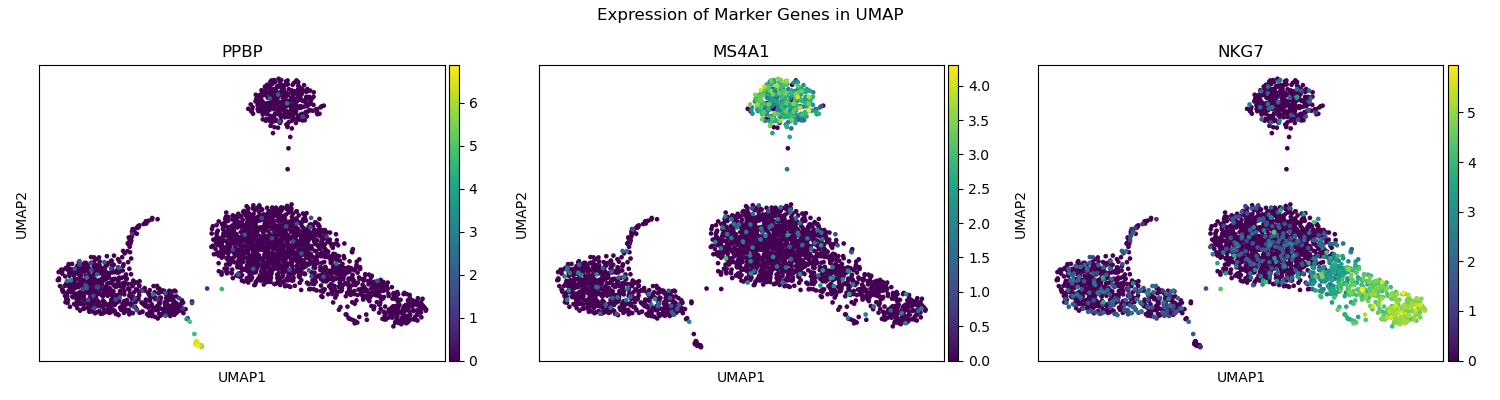 Expression of Marker Genes in UMAP
PPBP
UMAP2
UMAP1
6
5
4
3
2
1
0
MS4A1
UMAP2
UMAP1
4.0
3.5
3.0
2.5
2.0
1.5
1.0
0.5
0.0
NKG7
UMAP2
UMAP1
5
4
3
2
1
0